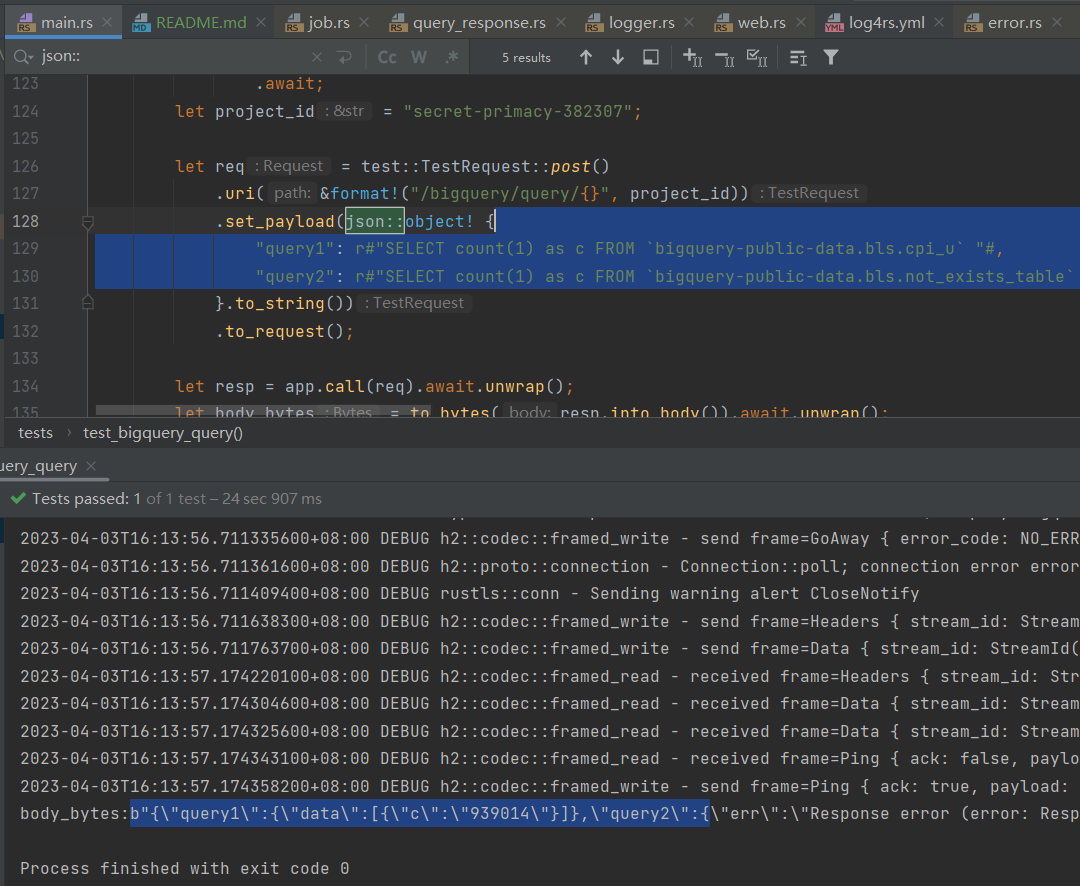 main.rs README.md job.rs query_response.rs logger.rs web.rs log4rs.yml error.rs
json:: Cc W .* 5 results
123 .await;
124 let project_id : &str = "secret-primacy-382307";
125
126 let req : Request = test::TestRequest::post()
127 .uri( path: &format!("/bigquery/query/{}", project_id)) : TestRequest
128 .set_payload(json::object! {
129 "query1": r#"SELECT count(1) as c FROM `bigquery-public-data.bls.cpi_u` "#,
130 "query2": r#"SELECT count(1) as c FROM `bigquery-public-data.bls.not_exists_table`
131 }.to_string()) : TestRequest
132 .to_request();
133
134 let resp = app.call(req).await.unwrap();
135 let body_bytes : Bytes = to_bytes( body: resp.into_body()).await.unwrap();
tests › test_bigquery_query()
uery_query
Tests passed: 1 of 1 test – 24 sec 907 ms
2023-04-03T16:13:56.711335600+08:00 DEBUG h2::codec::framed_write - send frame=GoAway { error_code: NO_ERR
2023-04-03T16:13:56.711361600+08:00 DEBUG h2::proto::connection - Connection::poll; connection error error
2023-04-03T16:13:56.711409400+08:00 DEBUG rustls::conn - Sending warning alert CloseNotify
2023-04-03T16:13:56.711638300+08:00 DEBUG h2::codec::framed_write - send frame=Headers { stream_id: Stream
2023-04-03T16:13:56.711763700+08:00 DEBUG h2::codec::framed_write - send frame=Data { stream_id: StreamId(
2023-04-03T16:13:57.174220100+08:00 DEBUG h2::codec::framed_read - received frame=Headers { stream_id: Str
2023-04-03T16:13:57.174304600+08:00 DEBUG h2::codec::framed_read - received frame=Data { stream_id: Stream
2023-04-03T16:13:57.174325600+08:00 DEBUG h2::codec::framed_read - received frame=Data { stream_id: Stream
2023-04-03T16:13:57.174343100+08:00 DEBUG h2::codec::framed_read - received frame=Ping { ack: false, paylo
2023-04-03T16:13:57.174358200+08:00 DEBUG h2::codec::framed_write - send frame=Ping { ack: true, payload:
body_bytes:b"{\"query1\":{\"data\":[{\"c\":\"939014\"}]},\"query2\":{\"err\":\"Response error (error: Resp
Process finished with exit code 0